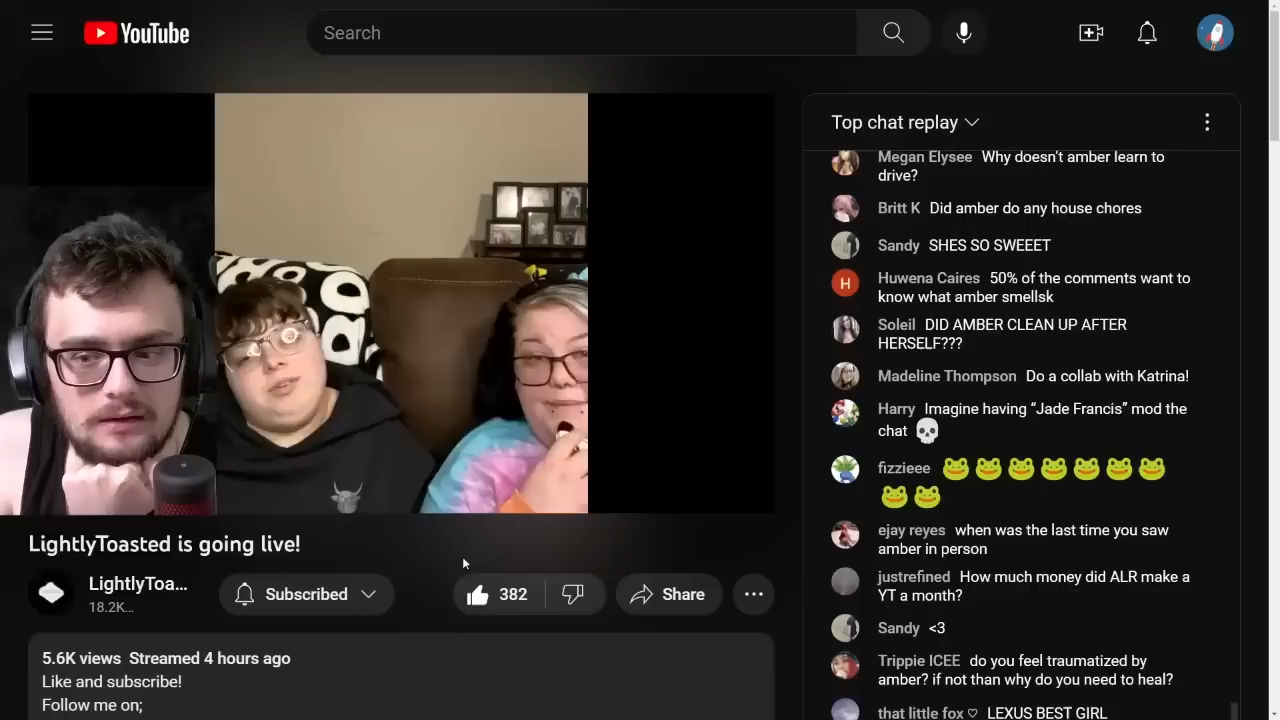 YouTube
Search
Top chat replay
Megan Elysee Why doesn’t amber learn to
drive?
Britt K Did amber do any house chores
Sandy SHES SO SWEEET
H Huwena Caires 50% of the comments want to
know what amber smellsk
Soleil DID AMBER CLEAN UP AFTER
HERSELF???
Madeline Thompson Do a collab with Katrina!
Harry Imagine having “Jade Francis” mod the
chat
fizzieee
ejay reyes when was the last time you saw
amber in person
justrefined How much money did ALR make a
YT a month?
Sandy <3
Trippie ICEE do you feel traumatized by
amber? if not than why do you need to heal?
that little fox ♡ LEXUS BEST GIRL
LightlyToasted is going live!
LightlyToa...
18.2K...
Subscribed
382
Share
5.6K views Streamed 4 hours ago
Like and subscribe!
Follow me on;